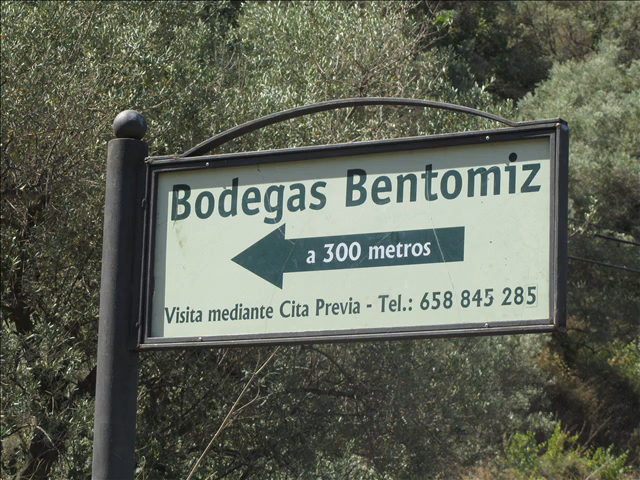 Bodegas Bentomiz
a 300 metros
Visita mediante Cita Previa - Tel.: 658 845 285